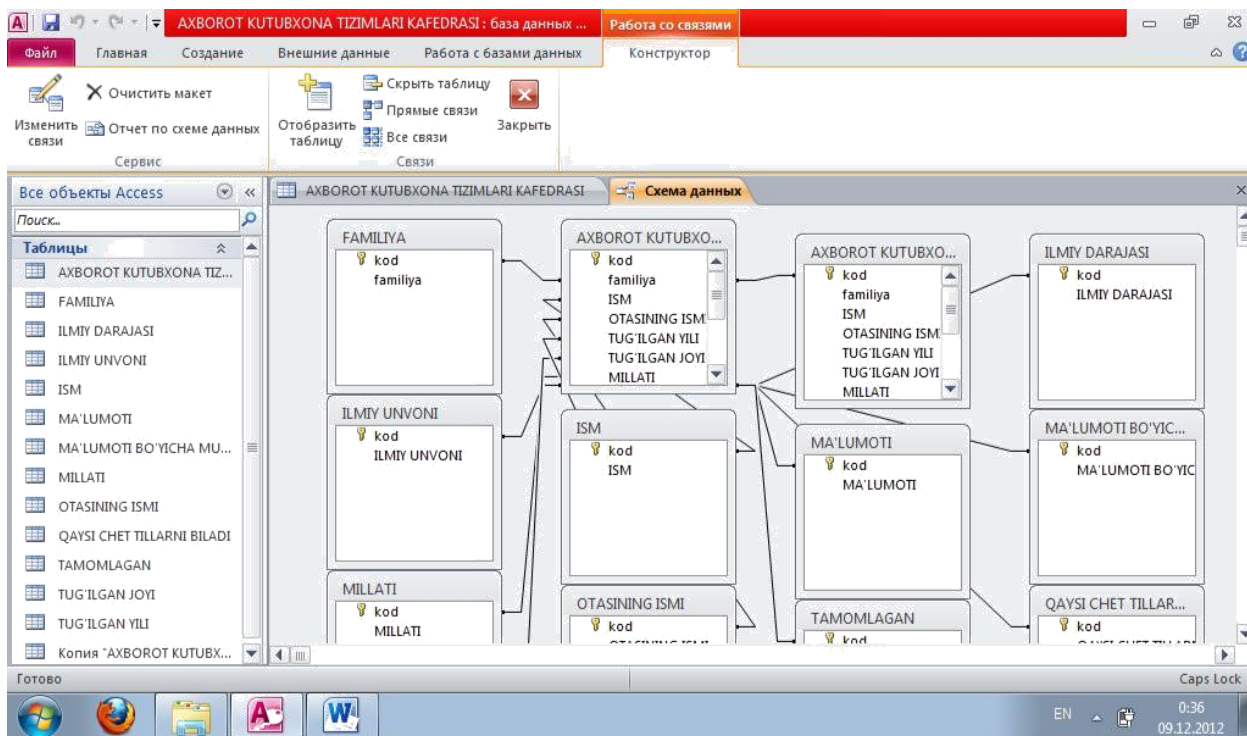 AXBOROT KUTUBXONA TIZIMLARI KAFEDRASI : база данных ...
Работа со связями
Файл
Главная
Создание
Внешние данные
Работа с базами данных
Конструктор
Изменить связи
Очистить макет
Отчет по схеме данных
Сервис
Отобразить таблицу
Скрыть таблицу
Прямые связи
Все связи
Закрыть
Связи
Все объекты Access
Поиск...
Таблицы
AXBOROT KUTUBXONA TIZ...
FAMILIYA
ILMIY DARAJASI
ILMIY UNVONI
ISM
MA'LUMOTI
MA'LUMOTI BO'YICHA MU...
MILLATI
OTASINING ISMI
QAYSI CHET TILLARNI BILADI
TAMOMLAGAN
TUG'ILGAN JOYI
TUG'ILGAN YILI
Копия "AXBOROT KUTUBX...
AXBOROT KUTUBXONA TIZIMLARI KAFEDRASI
Схема данных
FAMILIYA
kod
familiya
AXBOROT KUTUBXO...
kod
familiya
ISM
OTASINING ISM
TUG'ILGAN YILI
TUG'ILGAN JOYI
MILLATI
AXBOROT KUTUBXO...
kod
familiya
ISM
OTASINING ISM
TUG'ILGAN YILI
TUG'ILGAN JOYI
MILLATI
ILMIY DARAJASI
kod
ILMIY DARAJASI
ILMIY UNVONI
kod
ILMIY UNVONI
ISM
kod
ISM
MA'LUMOTI
kod
MA'LUMOTI
MA'LUMOTI BO'YIC...
kod
MA'LUMOTI BO'YIC
MILLATI
kod
MILLATI
OTASINING ISMI
kod
TAMOMLAGAN
kod
QAYSI CHET TILLAR...
kod
Готово
Caps Lock
EN
0:36
09.12.2012